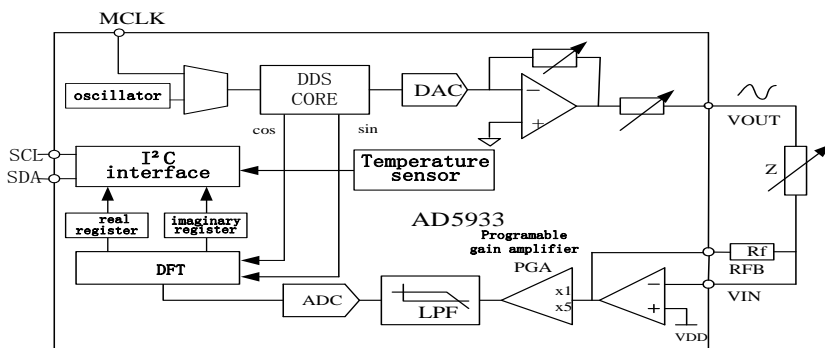 MCLK
oscillator
DDS
CORE
DAC
cos
sin
−
+
VOUT
SCL
SDA
I²C
interface
Temperature
sensor
Z
real
register
imaginary
register
AD5933
Programable
gain amplifier
PGA
DFT
ADC
LPF
x1
x5
−
+
VDD
Rf
RFB
VIN